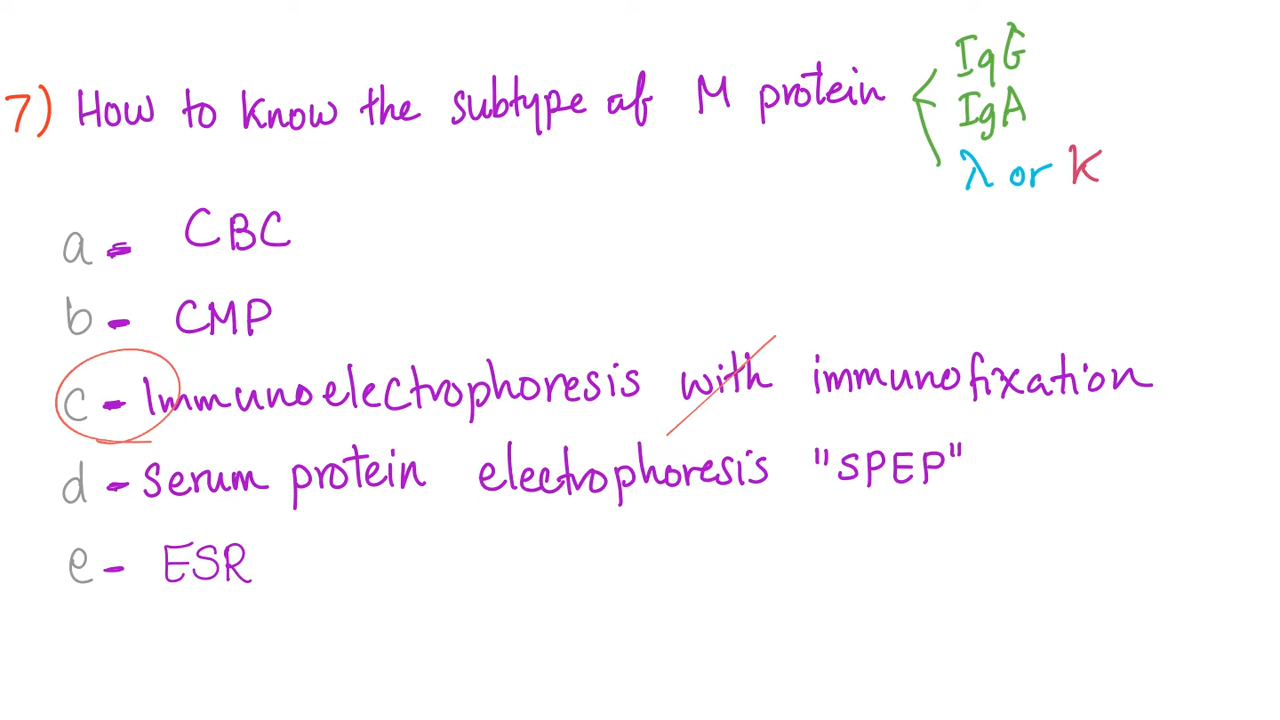 7) How to know the subtype of M protein < IgG
IgA
λ or K
a - CBC
b - CMP
c - Immunoelectrophoresis with immunofixation
d - serum protein electrophoresis "SPEP"
e - ESR